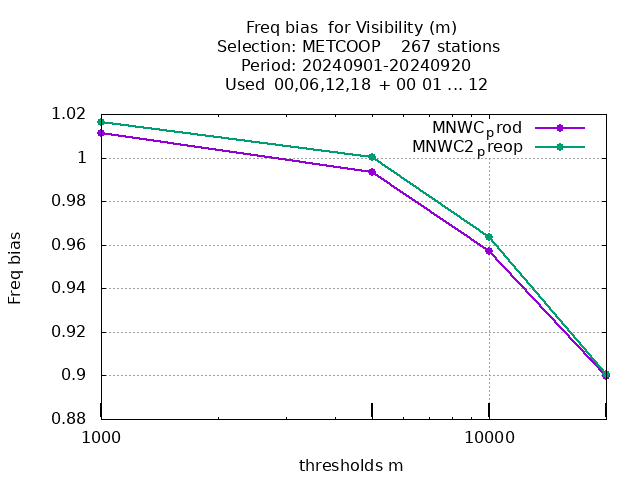 Freq bias  for Visibility (m)
Selection: METCOOP    267 stations
Period: 20240901-20240920
Used  00,06,12,18 + 00 01 ... 12
MNWCprod
MNWC2preop
1.02
1
0.98
0.96
0.94
0.92
0.9
0.88
Freq bias
1000
10000
thresholds m